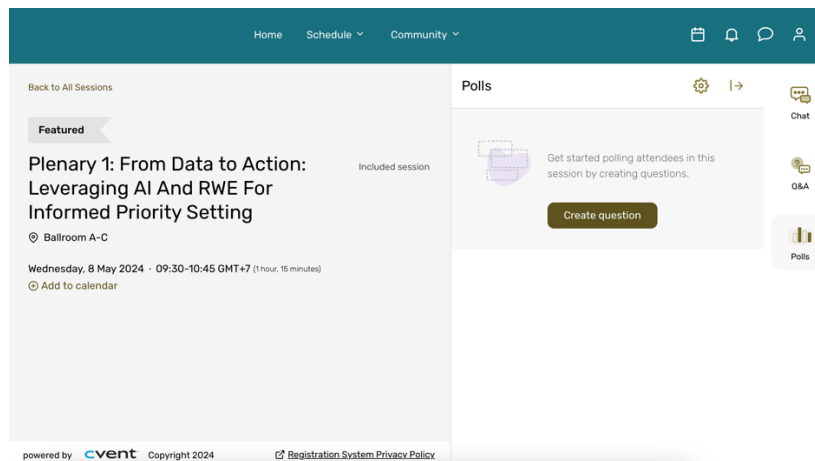 Home Schedule Community
Back to All Sessions
Featured
Plenary 1: From Data to Action:
Leveraging AI And RWE For
Informed Priority Setting
Included session
Ballroom A-C
Wednesday, 8 May 2024 · 09:30-10:45 GMT+7 (1 hour, 15 minutes)
Add to calendar
powered by cvent Copyright 2024 Registration System Privacy Policy
Polls
Get started polling attendees in this
session by creating questions.
Create question
Chat
Q&A
Polls